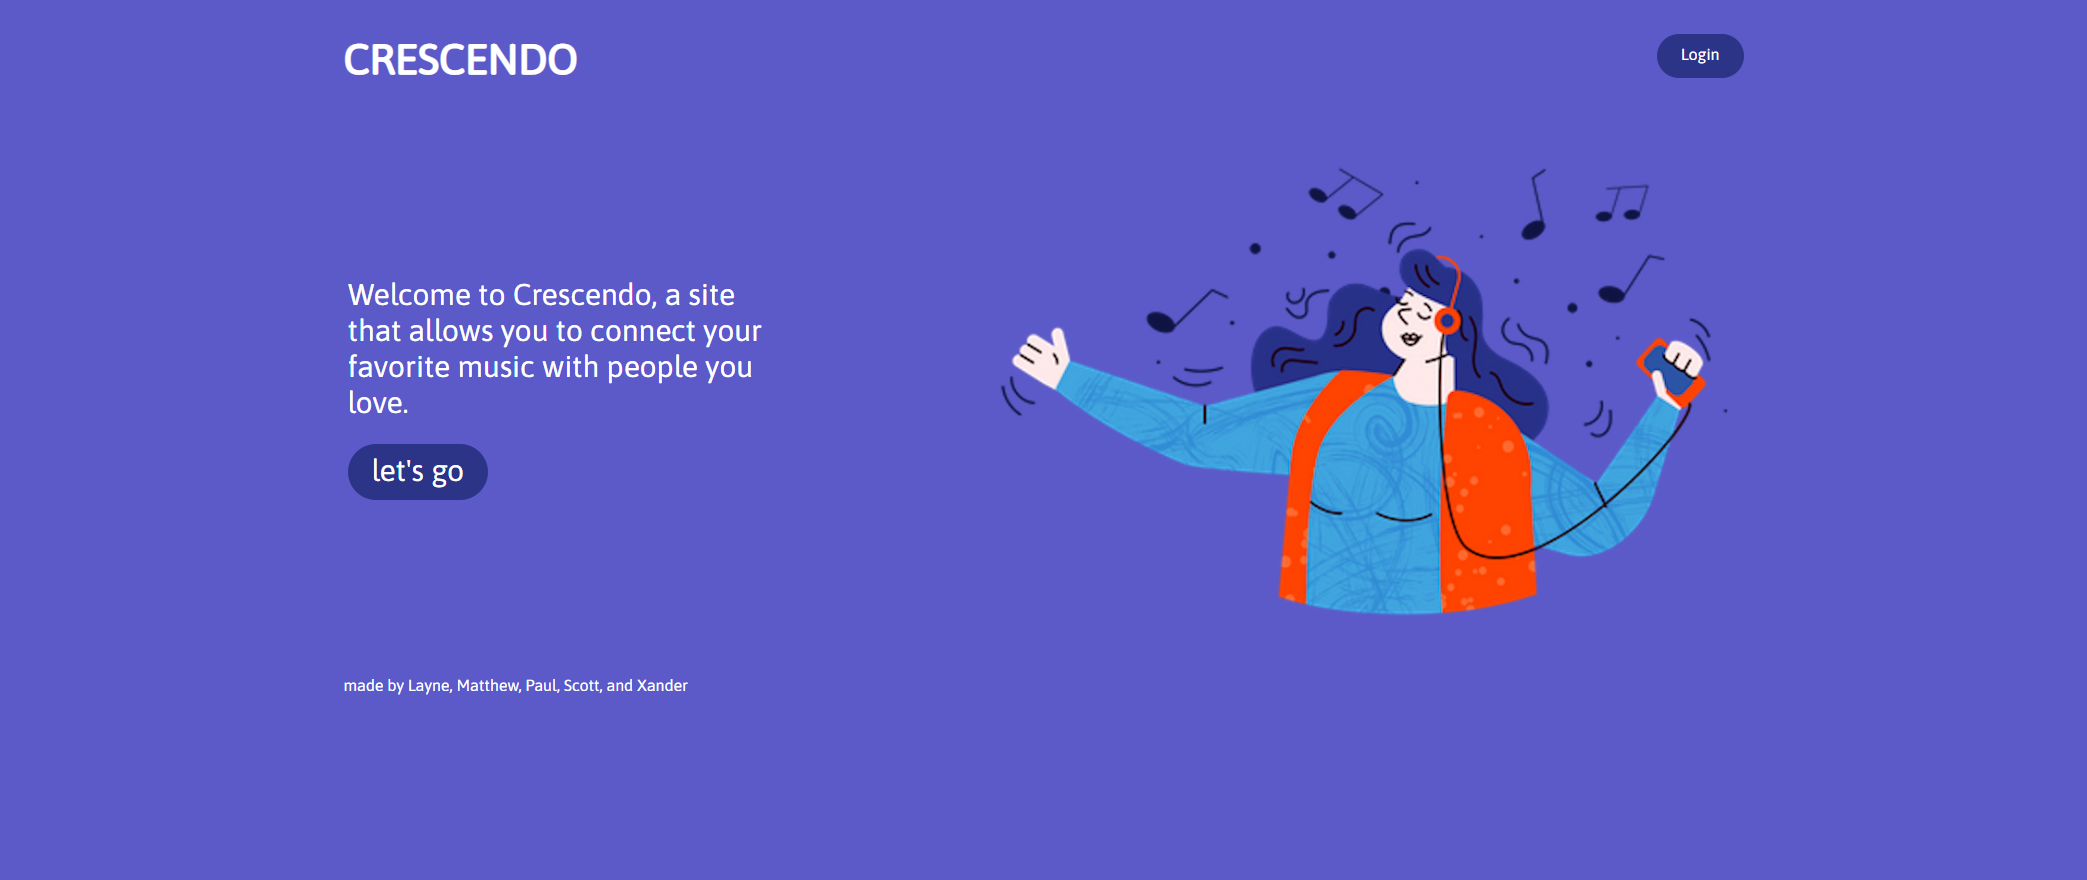 CRESCENDO
Login
Welcome to Crescendo, a site
that allows you to connect your
favorite music with people you
love.
let's go
made by Layne, Matthew, Paul, Scott, and Xander